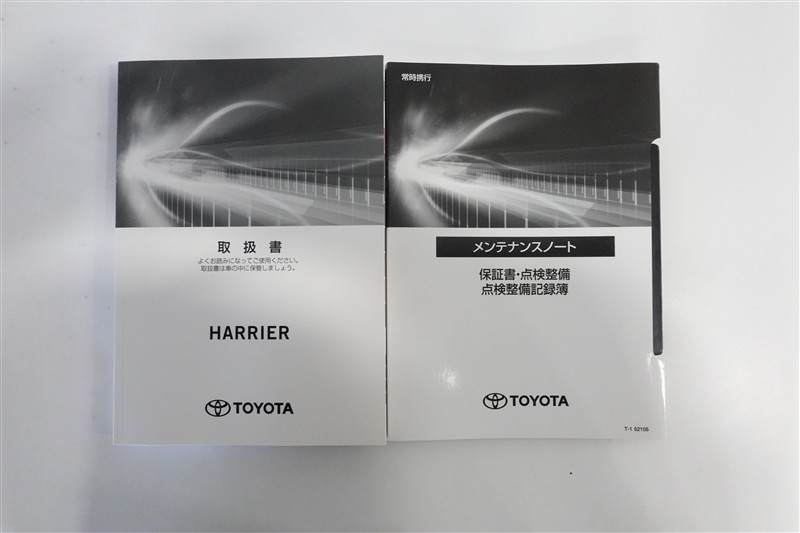 取扱書
よくお読みになってご使用ください。
取扱書は車の中に保管しましょう。
HARRIER
TOYOTA
常時携行
メンテナンスノート
保証書・点検整備
点検整備記録簿
TOYOTA
T-1 62105